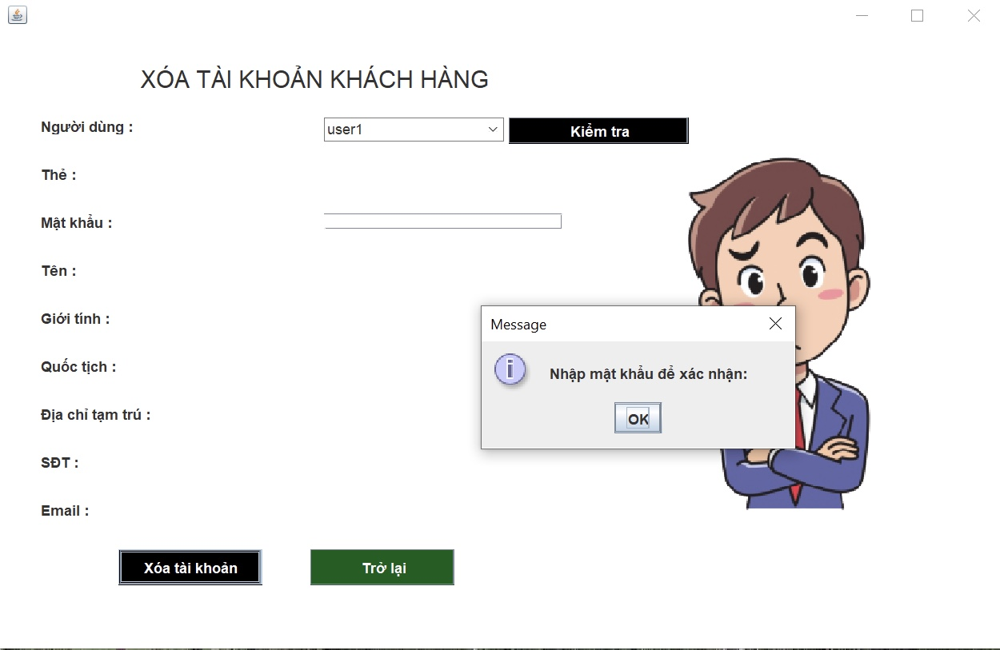 XÓA TÀI KHOẢN KHÁCH HÀNG
Người dùng :
user1
Kiểm tra
Thẻ :
Mật khẩu :
Tên :
Giới tính :
Message
Quốc tịch :
Nhập mật khẩu để xác nhận:
OK
Địa chỉ tạm trú :
SĐT :
Email :
Xóa tài khoản
Trở lại